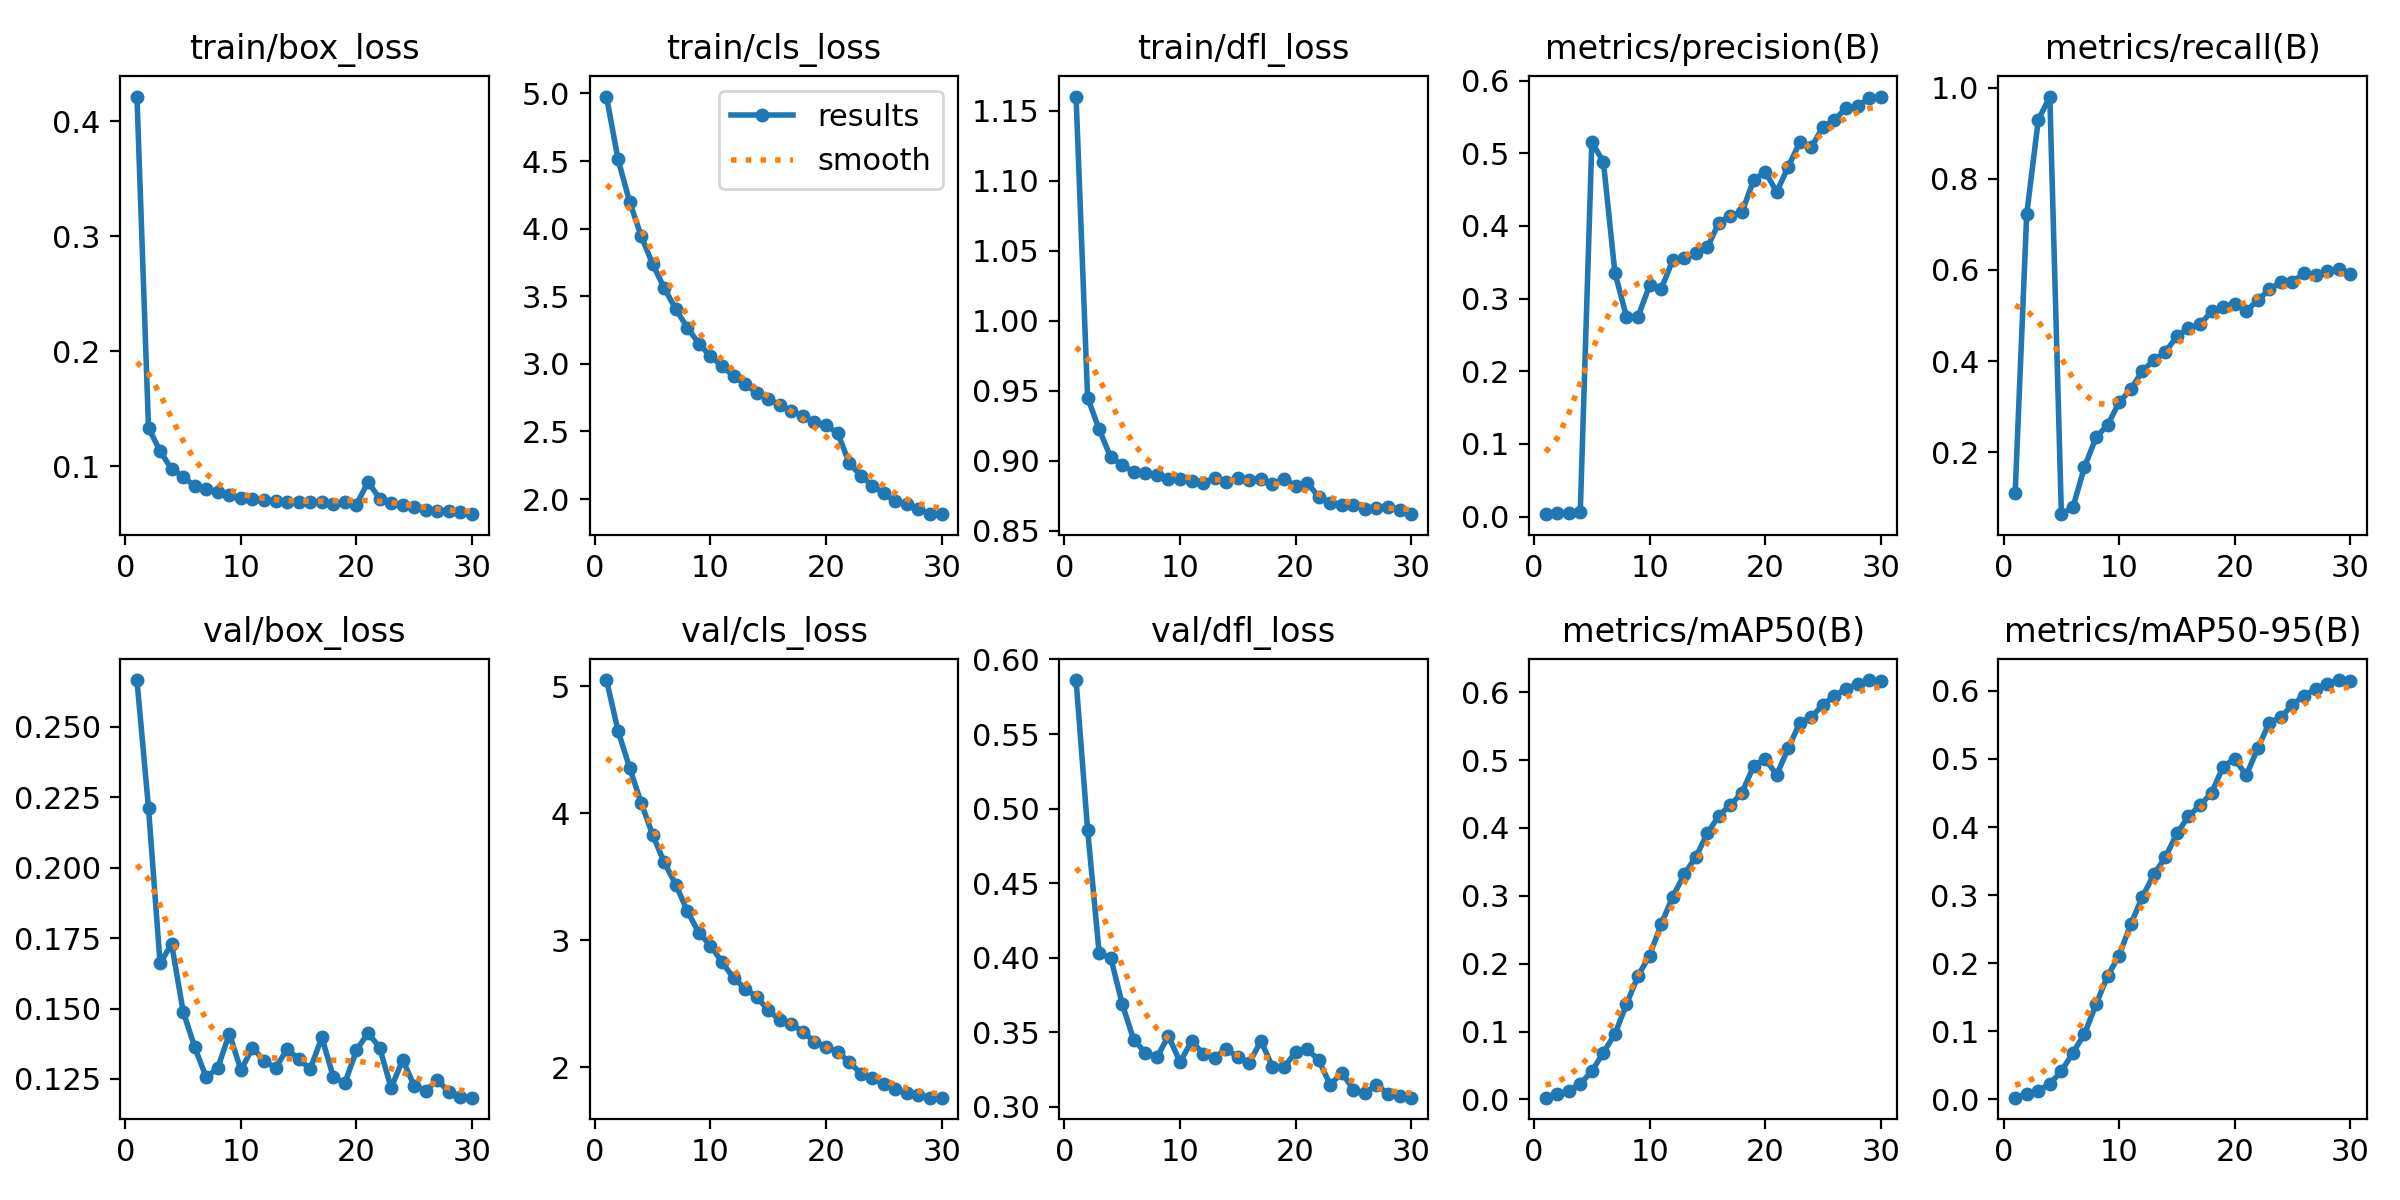 train/box_loss
0.4
0.3
0.2
0.1
0 10 20 30
train/cls_loss
results
smooth
5.0
4.5
4.0
3.5
3.0
2.5
2.0
0 10 20 30
train/dfl_loss
1.15
1.10
1.05
1.00
0.95
0.90
0.85
0 10 20 30
metrics/precision(B)
0.6
0.5
0.4
0.3
0.2
0.1
0.0
0 10 20 30
metrics/recall(B)
1.0
0.8
0.6
0.4
0.2
0 10 20 30
val/box_loss
0.250
0.225
0.200
0.175
0.150
0.125
0 10 20 30
val/cls_loss
5
4
3
2
0 10 20 30
val/dfl_loss
0.60
0.55
0.50
0.45
0.40
0.35
0.30
0 10 20 30
metrics/mAP50(B)
0.6
0.5
0.4
0.3
0.2
0.1
0.0
0 10 20 30
metrics/mAP50-95(B)
0.6
0.5
0.4
0.3
0.2
0.1
0.0
0 10 20 30